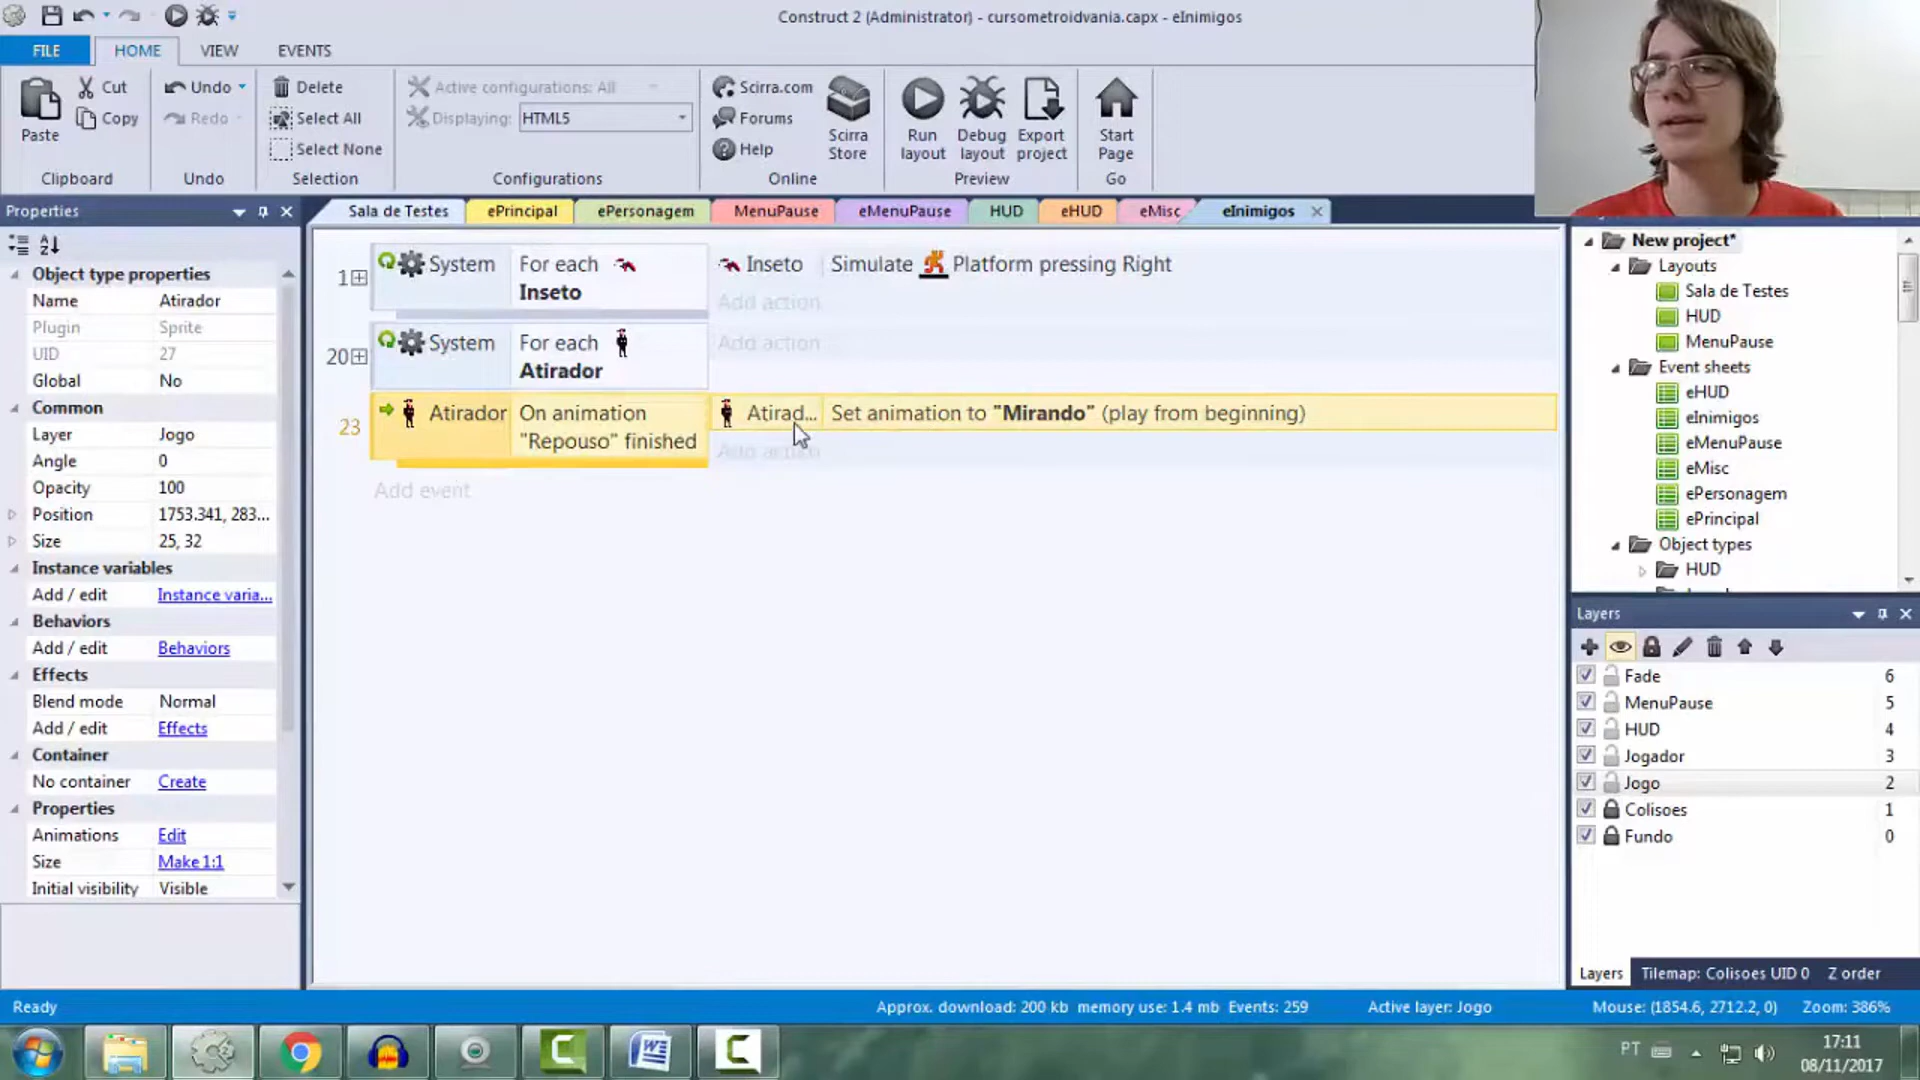 Construct 2 (Administrator) - cursometroidvania.capx - eInimigos
FILE
HOME
VIEW
EVENTS
Paste
Cut
Copy
Clipboard
Undo
Redo
Undo
Delete
Select All
Select None
Selection
Active configurations: All
Displaying:
HTML5
Configurations
Scirra.com
Forums
Help
Scirra Store
Online
Run layout
Debug layout
Export project
Preview
Start Page
Go
Properties
Sala de Testes
ePrincipal
ePersonagem
MenuPause
eMenuPause
HUD
eHUD
eMisc
eInimigos
Object type properties
Name Atirador
Plugin Sprite
UID 27
Global No
Common
Layer Jogo
Angle 0
Opacity 100
Position 1753.341, 283...
Size 25, 32
Instance variables
Add / edit Instance varia...
Behaviors
Add / edit Behaviors
Effects
Blend mode Normal
Add / edit Effects
Container
No container Create
Properties
Animations Edit
Size Make 1:1
Initial visibility Visible
1 System For each Inseto
Inseto Simulate Platform pressing Right
Add action
20 System For each Atirador
Add action
23 Atirador On animation "Repouso" finished
Atirad... Set animation to "Mirando" (play from beginning)
Add action
Add event
New project*
Layouts
Sala de Testes
HUD
MenuPause
Event sheets
eHUD
eInimigos
eMenuPause
eMisc
ePersonagem
ePrincipal
Object types
HUD
Layers
Fade 6
MenuPause 5
HUD 4
Jogador 3
Jogo 2
Colisoes 1
Fundo 0
Layers
Tilemap: Colisoes UID 0
Z order
Ready
Approx. download: 200 kb memory use: 1.4 mb Events: 259
Active layer: Jogo
Mouse: (1854.6, 2712.2, 0)
Zoom: 386%
PT
17:11
08/11/2017